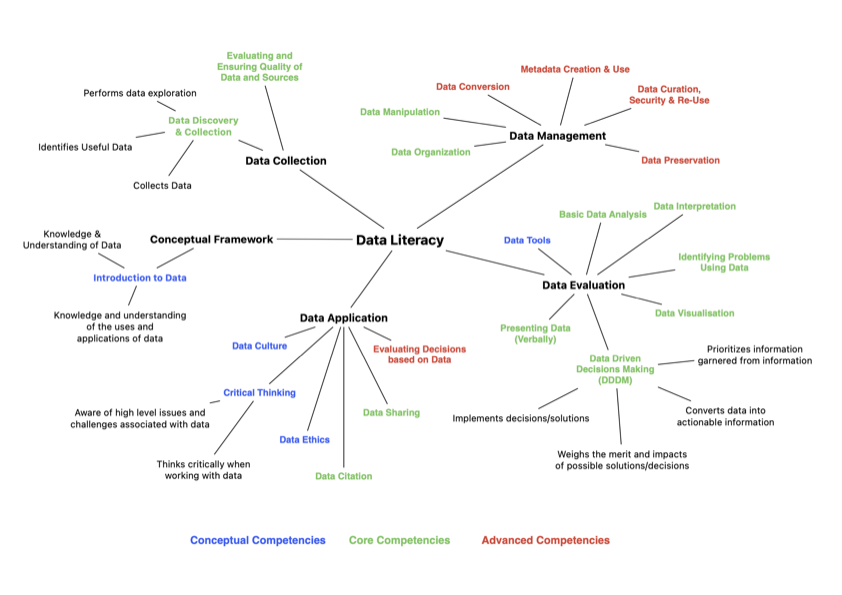 Evaluating and
Ensuring Quality of
Data and Sources
Performs data exploration
Data Discovery
& Collection
Identifies Useful Data
Collects Data
Data Collection
Metadata Creation & Use
Data Conversion
Data Curation,
Security & Re-Use
Data Manipulation
Data Management
Data Organization
Data Preservation
Knowledge &
Understanding of Data
Conceptual Framework
Introduction to Data
Knowledge and understanding
of the uses and
applications of data
Data Literacy
Data Interpretation
Basic Data Analysis
Data Tools
Identifying Problems
Using Data
Data Evaluation
Data Visualisation
Presenting Data
(Verbally)
Data Driven
Decisions Making
(DDDM)
Prioritizes information
garnered from information
Implements decisions/solutions
Converts data into
actionable information
Weighs the merit and impacts
of possible solutions/decisions
Data Application
Data Culture
Evaluating Decisions
based on Data
Critical Thinking
Aware of high level issues and
challenges associated with data
Thinks critically when
working with data
Data Ethics
Data Sharing
Data Citation
Conceptual Competencies
Core Competencies
Advanced Competencies